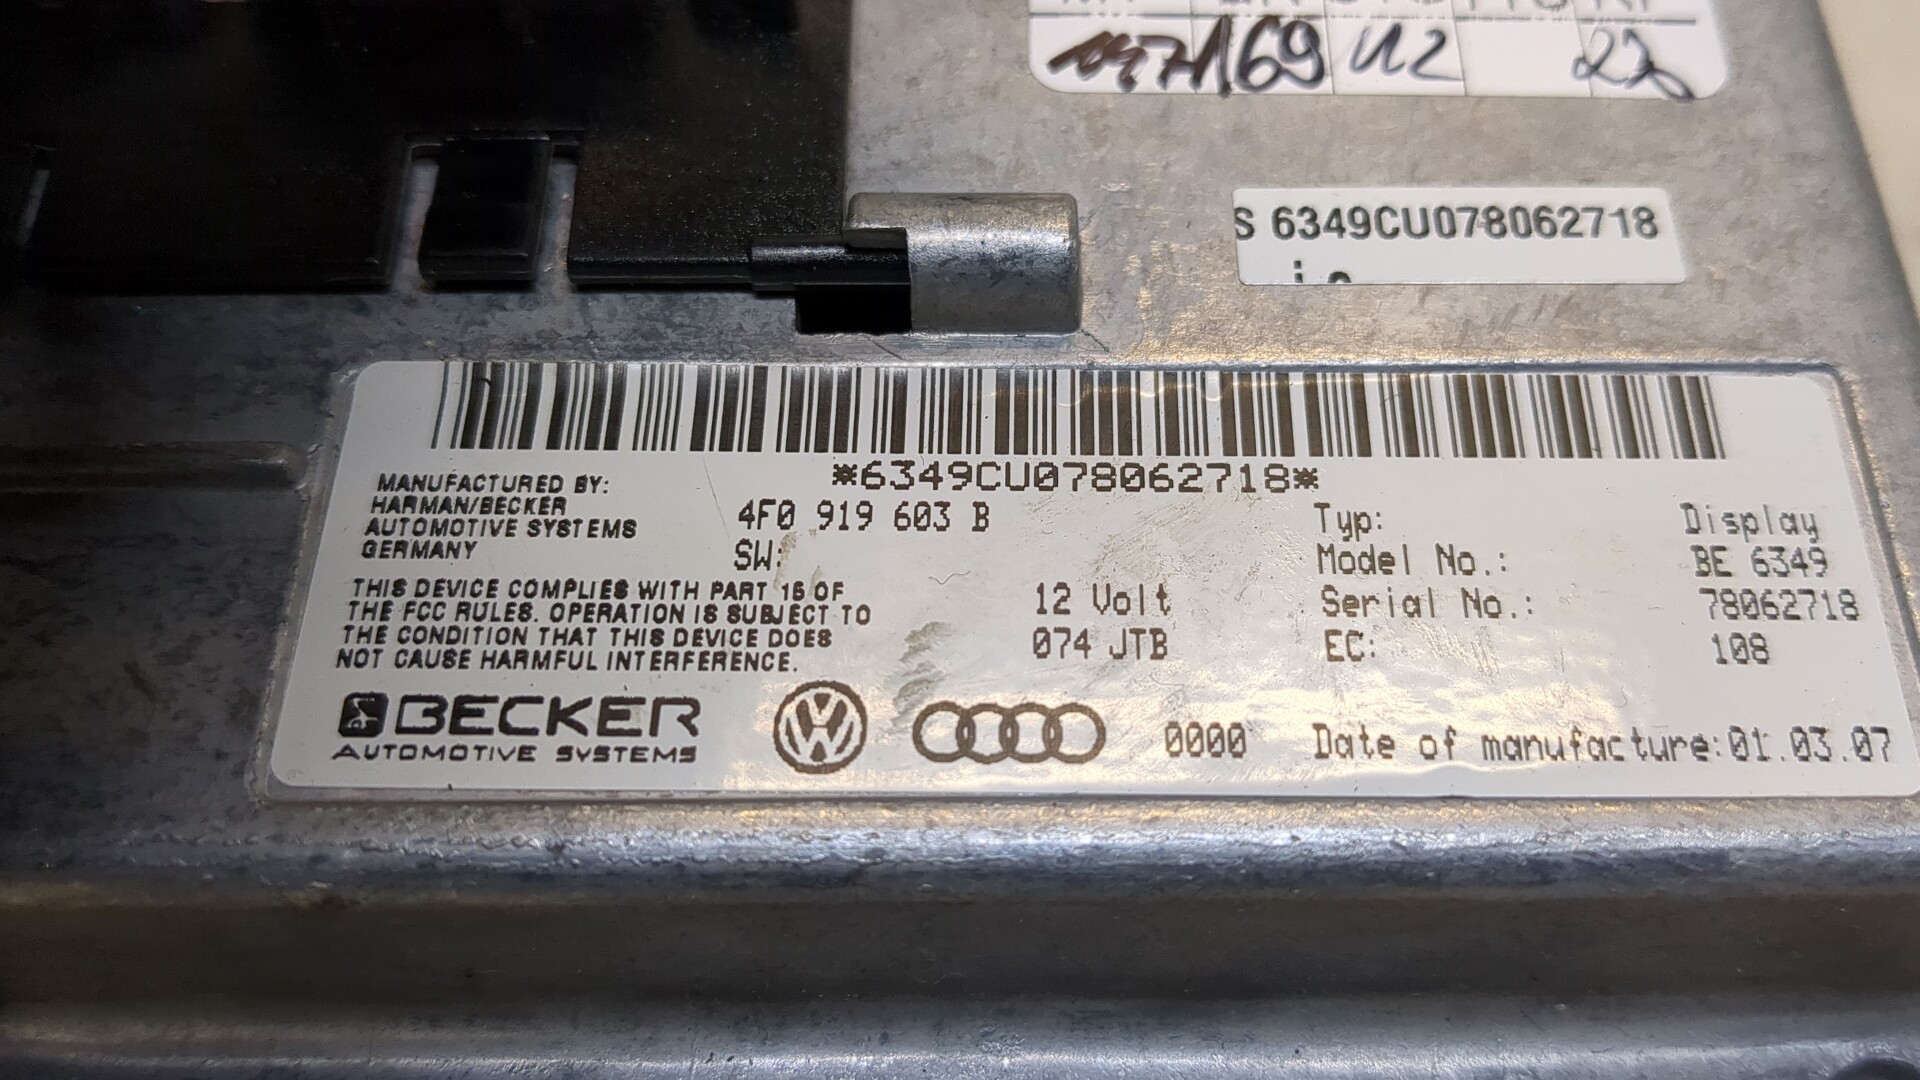 169 U2
S 6349CU078062718
*6349CU078062718*
MANUFACTURED BY:
HARMAN/BECKER
AUTOMOTIVE SYSTEMS
GERMANY
4F0 919 603 B
SW:
THIS DEVICE COMPLIES WITH PART 15 OF
THE FCC RULES. OPERATION IS SUBJECT TO
THE CONDITION THAT THIS DEVICE DOES
NOT CAUSE HARMFUL INTERFERENCE.
12 Volt
074 JTB
Typ: Display
Model No.: BE 6349
Serial No.: 78062718
EC: 108
BECKER
AUTOMOTIVE SYSTEMS
VW
0000
Date of manufacture:01.03.07